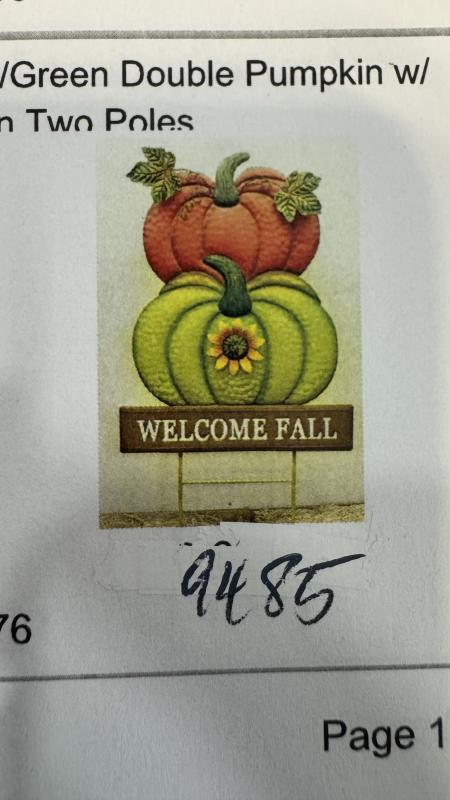 /Green Double Pumpkin w/
n Two Poles
WELCOME FALL
9485
76
Page 1